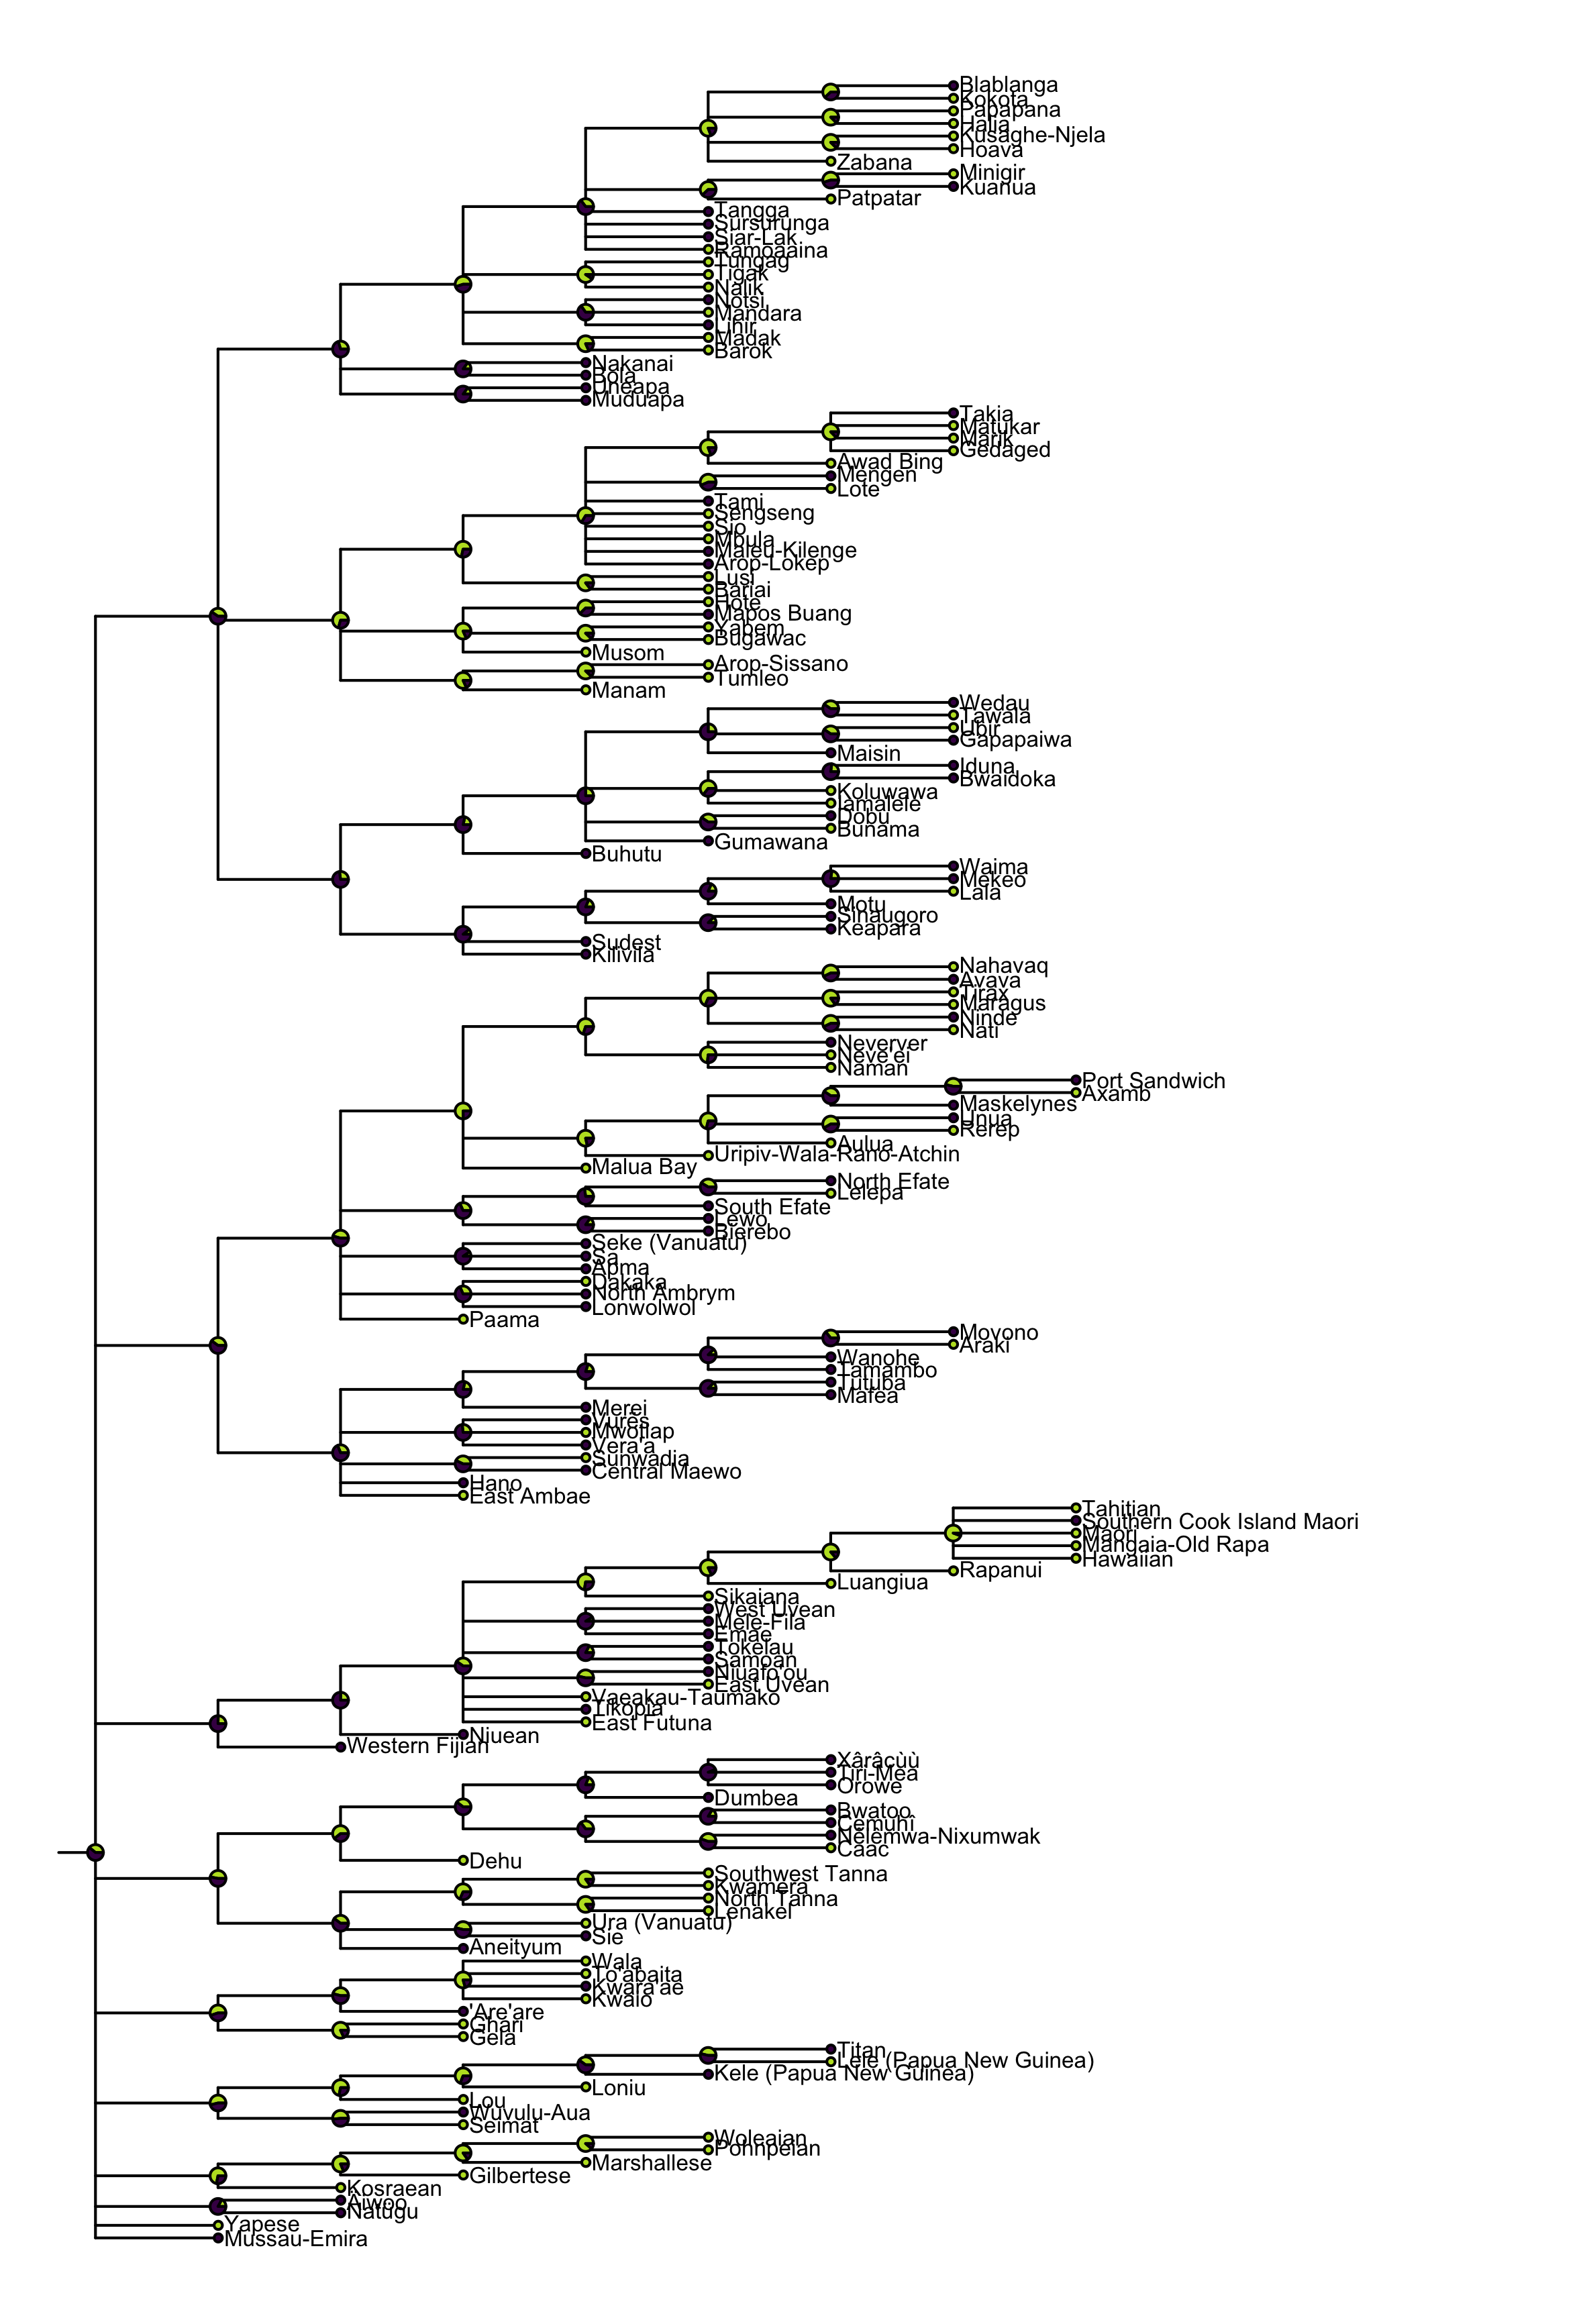 Blablanga
Kokota
Papapana
Halia
Kusaghe-Njela
Hoava
Zabana
Minigir
Kuanua
Patpatar
Tangga
Sursurunga
Siar-Lak
Ramoaaina
Tungag
Tigak
Nalik
Notsi
Mandara
Lihir
Madak
Barok
Nakanai
Bola
Uneapa
Muduapa
Takia
Matukar
Marik
Gedaged
Awad Bing
Mengen
Lote
Tami
Sengseng
Sio
Mbula
Maleu-Kilenge
Arop-Lokep
Lusi
Bariai
Hote
Mapos Buang
Yabem
Bugawac
Musom
Arop-Sissano
Tumleo
Manam
Wedau
Tawala
Ubir
Gapapaiwa
Maisin
Iduna
Bwaidoka
Koluwawa
Iamalele
Dobu
Bunama
Gumawana
Buhutu
Waima
Mekeo
Lala
Motu
Sinaugoro
Keapara
Sudest
Kilivila
Nahavaq
Avava
Tirax
Maragus
Ninde
Nati
Neverver
Neve'ei
Naman
Port Sandwich
Axamb
Maskelynes
Unua
Rerep
Aulua
Uripiv-Wala-Rano-Atchin
Malua Bay
North Efate
Lelepa
South Efate
Lewo
Bierebo
Seke (Vanuatu)
Sa
Apma
Dakaka
North Ambrym
Lonwolwol
Paama
Movono
Araki
Wanohe
Tamambo
Tutuba
Mafea
Merei
Vurës
Mwotlap
Vera'a
Sunwadia
Central Maewo
Hano
East Ambae
Tahitian
Southern Cook Island Maori
Maori
Mangaia-Old Rapa
Hawaiian
Rapanui
Luangiua
Sikaiana
West Uvean
Mele-Fila
Emae
Tokelau
Samoan
Niuafo'ou
East Uvean
Vaeakau-Taumako
Tikopia
East Futuna
Niuean
Western Fijian
Xârâcùù
Tiri-Mea
Orowe
Dumbea
Bwatoo
Cemuhî
Nêlêmwa-Nixumwak
Caac
Dehu
Southwest Tanna
Kwamera
North Tanna
Lenakel
Ura (Vanuatu)
Sie
Aneityum
Wala
To'abaita
Kwara'ae
Kwaio
'Are'are
Ghari
Gela
Titan
Lele (Papua New Guinea)
Kele (Papua New Guinea)
Loniu
Lou
Wuvulu-Aua
Seimat
Woleaian
Pohnpeian
Marshallese
Gilbertese
Kosraean
Äiwoo
Natügu
Yapese
Mussau-Emira